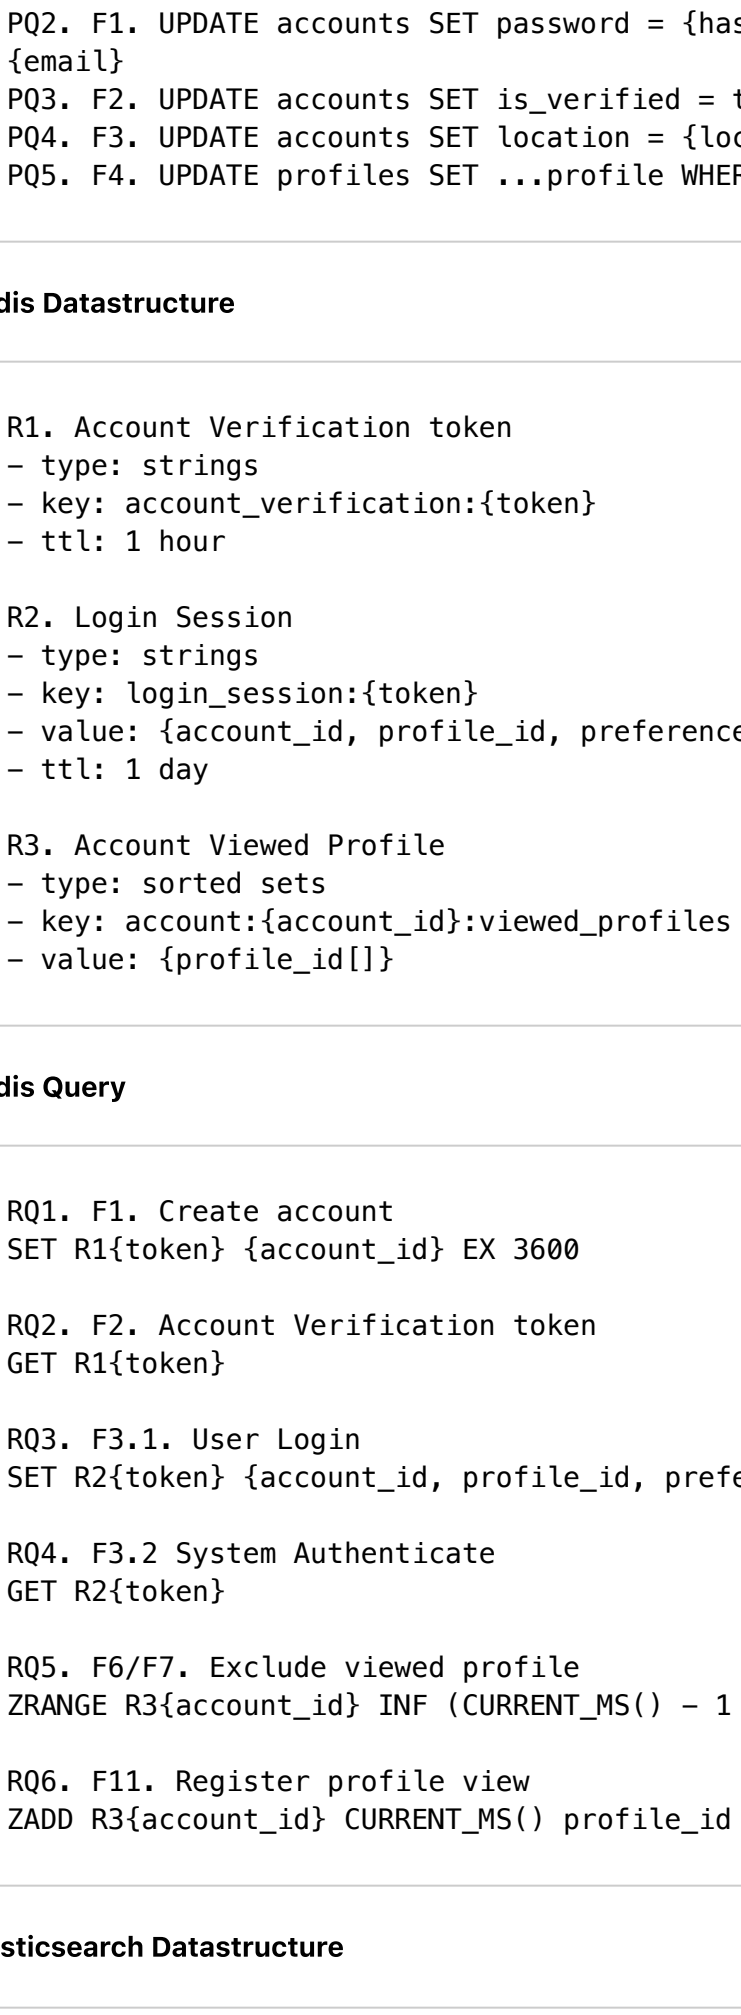 PQ2. F1. UPDATE accounts SET password = {has
{email}
PQ3. F2. UPDATE accounts SET is_verified = t
PQ4. F3. UPDATE accounts SET location = {loc
PQ5. F4. UPDATE profiles SET ...profile WHER
dis Datastructure
R1. Account Verification token
– type: strings
– key: account_verification:{token}
– ttl: 1 hour
R2. Login Session
– type: strings
– key: login_session:{token}
– value: {account_id, profile_id, preference
– ttl: 1 day
R3. Account Viewed Profile
– type: sorted sets
– key: account:{account_id}:viewed_profiles
– value: {profile_id[]}
dis Query
RQ1. F1. Create account
SET R1{token} {account_id} EX 3600
RQ2. F2. Account Verification token
GET R1{token}
RQ3. F3.1. User Login
SET R2{token} {account_id, profile_id, prefe
RQ4. F3.2 System Authenticate
GET R2{token}
RQ5. F6/F7. Exclude viewed profile
ZRANGE R3{account_id} INF (CURRENT_MS() – 1
RQ6. F11. Register profile view
ZADD R3{account_id} CURRENT_MS() profile_id
sticsearch Datastructure